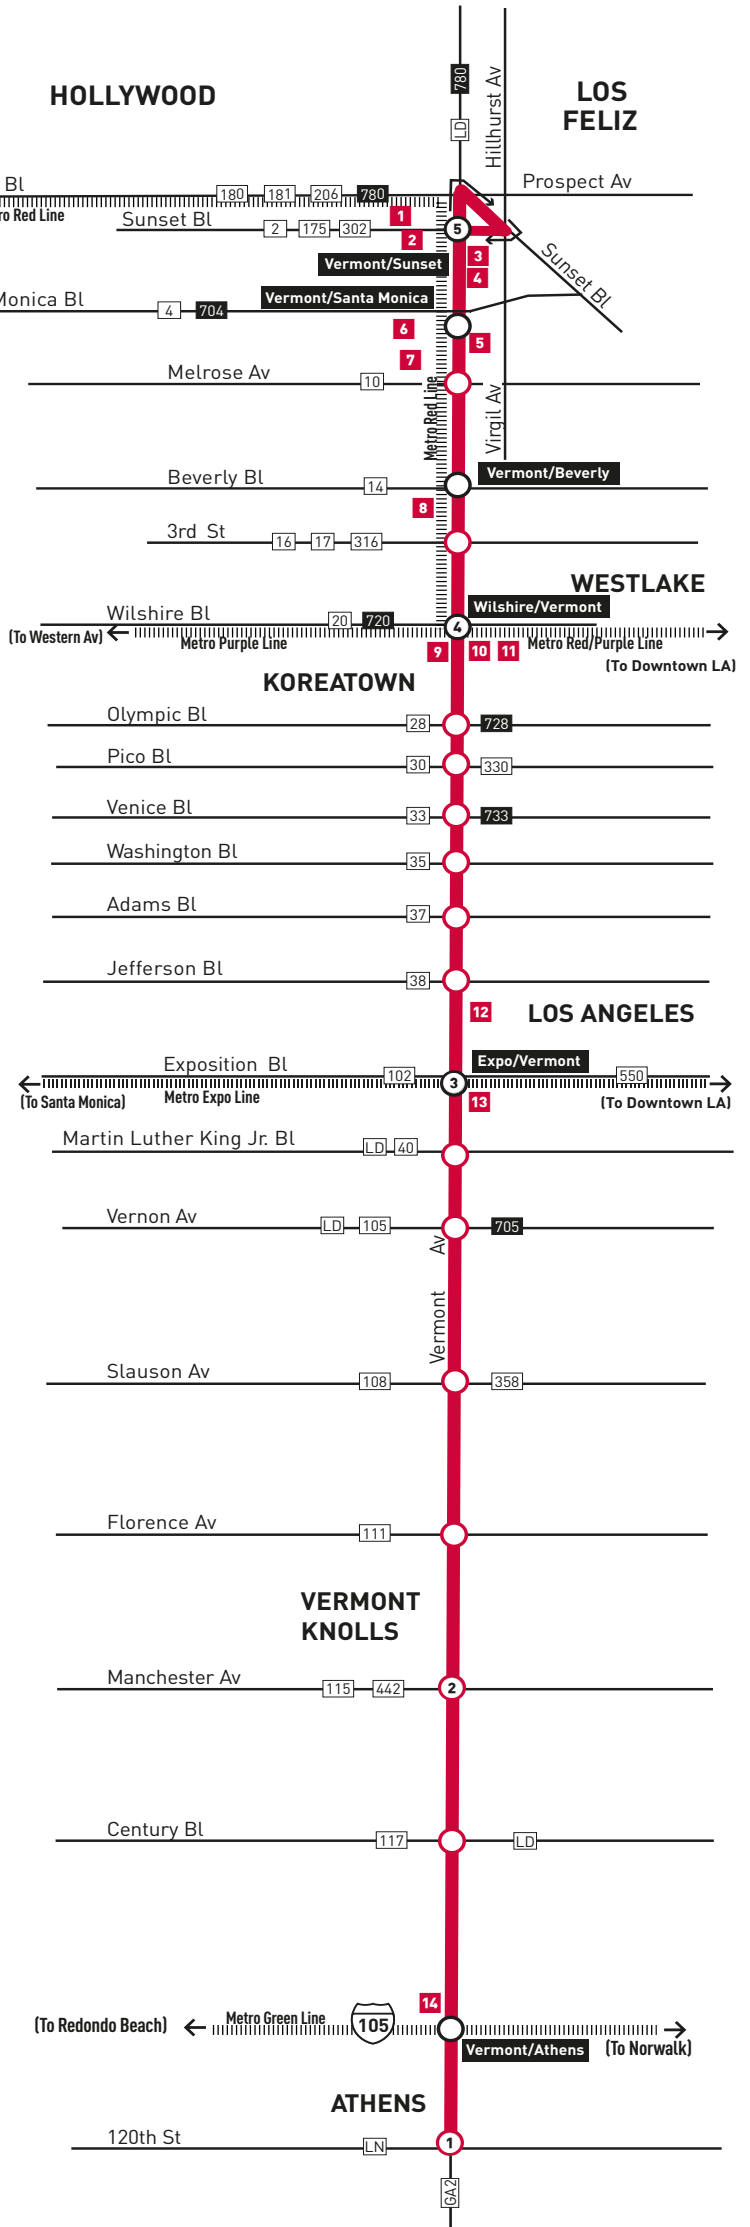 780
LD
Hillhurst Av
HOLLYWOOD
LOS
FELIZ
Bl
180 181 206 780
Prospect Av
ro Red Line
1
Sunset Bl
2 175 302
2
5
3
4
Vermont/Sunset
Sunset Bl
Vermont/Santa Monica
Monica Bl
4 704
6
5
7
Melrose Av
10
Metro Red Line
Virgil Av
Beverly Bl
14
Vermont/Beverly
8
3rd St
16 17 316
WESTLAKE
Wilshire Bl
20 720
4
Wilshire/Vermont
(To Western Av)
Metro Purple Line
9 10 11
Metro Red/Purple Line
(To Downtown LA)
KOREATOWN
Olympic Bl
28 728
Pico Bl
30 330
Venice Bl
33 733
Washington Bl
35
Adams Bl
37
Jefferson Bl
38
12
LOS ANGELES
Exposition Bl
102
3
Expo/Vermont
550
(To Santa Monica)
Metro Expo Line
13
(To Downtown LA)
Martin Luther King Jr. Bl
LD 40
Vernon Av
LD 105 705
Vermont Av
Slauson Av
108 358
Florence Av
111
VERMONT
KNOLLS
Manchester Av
115 442
2
Century Bl
117 LD
14
(To Redondo Beach)
Metro Green Line
105
Vermont/Athens
(To Norwalk)
ATHENS
120th St
LN
1
GA2